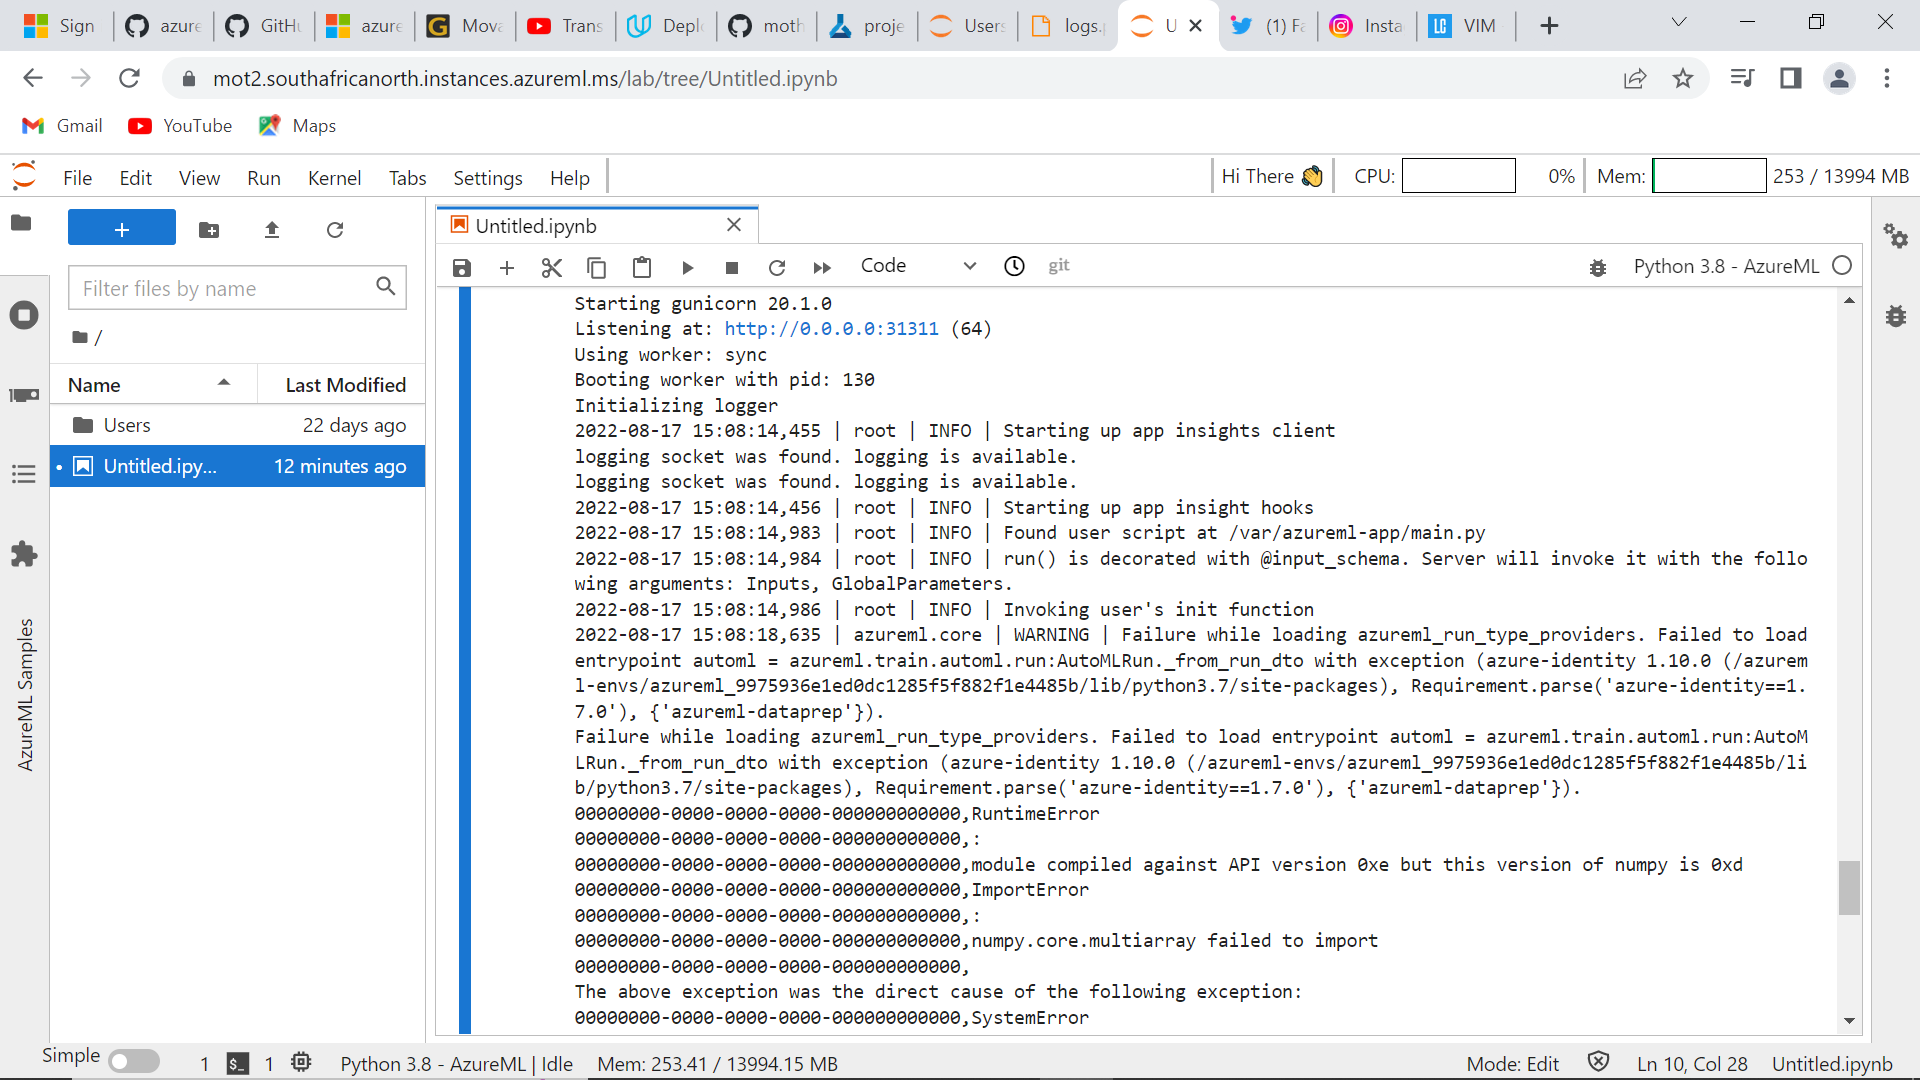 Sign
azure
GitHu
azure
Mova
Trans
Deplo
moth
proje
Users
logs.p
U
(1) Fa
Insta
VIM -
mot2.southafricanorth.instances.azureml.ms/lab/tree/Untitled.ipynb
Gmail
YouTube
Maps
File
Edit
View
Run
Kernel
Tabs
Settings
Help
Hi There 👋
CPU:
0%
Mem:
253 / 13994 MB
+
Filter files by name
/
Name
Last Modified
Users
22 days ago
Untitled.ipy...
12 minutes ago
AzureML Samples
Untitled.ipynb
Code
git
Python 3.8 - AzureML
Starting gunicorn 20.1.0
Listening at: http://0.0.0.0:31311 (64)
Using worker: sync
Booting worker with pid: 130
Initializing logger
2022-08-17 15:08:14,455 | root | INFO | Starting up app insights client
logging socket was found. logging is available.
logging socket was found. logging is available.
2022-08-17 15:08:14,456 | root | INFO | Starting up app insight hooks
2022-08-17 15:08:14,983 | root | INFO | Found user script at /var/azureml-app/main.py
2022-08-17 15:08:14,984 | root | INFO | run() is decorated with @input_schema. Server will invoke it with the follo
wing arguments: Inputs, GlobalParameters.
2022-08-17 15:08:14,986 | root | INFO | Invoking user's init function
2022-08-17 15:08:18,635 | azureml.core | WARNING | Failure while loading azureml_run_type_providers. Failed to load
entrypoint automl = azureml.train.automl.run:AutoMLRun._from_run_dto with exception (azure-identity 1.10.0 (/azurem
l-envs/azureml_9975936e1ed0dc1285f5f882f1e4485b/lib/python3.7/site-packages), Requirement.parse('azure-identity==1.
7.0'), {'azureml-dataprep'}).
Failure while loading azureml_run_type_providers. Failed to load entrypoint automl = azureml.train.automl.run:AutoM
LRun._from_run_dto with exception (azure-identity 1.10.0 (/azureml-envs/azureml_9975936e1ed0dc1285f5f882f1e4485b/li
b/python3.7/site-packages), Requirement.parse('azure-identity==1.7.0'), {'azureml-dataprep'}).
00000000-0000-0000-0000-000000000000,RuntimeError
00000000-0000-0000-0000-000000000000,:
00000000-0000-0000-0000-000000000000,module compiled against API version 0xe but this version of numpy is 0xd
00000000-0000-0000-0000-000000000000,ImportError
00000000-0000-0000-0000-000000000000,:
00000000-0000-0000-0000-000000000000,numpy.core.multiarray failed to import
00000000-0000-0000-0000-000000000000,
The above exception was the direct cause of the following exception:
00000000-0000-0000-0000-000000000000,SystemError
Simple
1
$_
1
Python 3.8 - AzureML | Idle
Mem: 253.41 / 13994.15 MB
Mode: Edit
Ln 10, Col 28
Untitled.ipynb